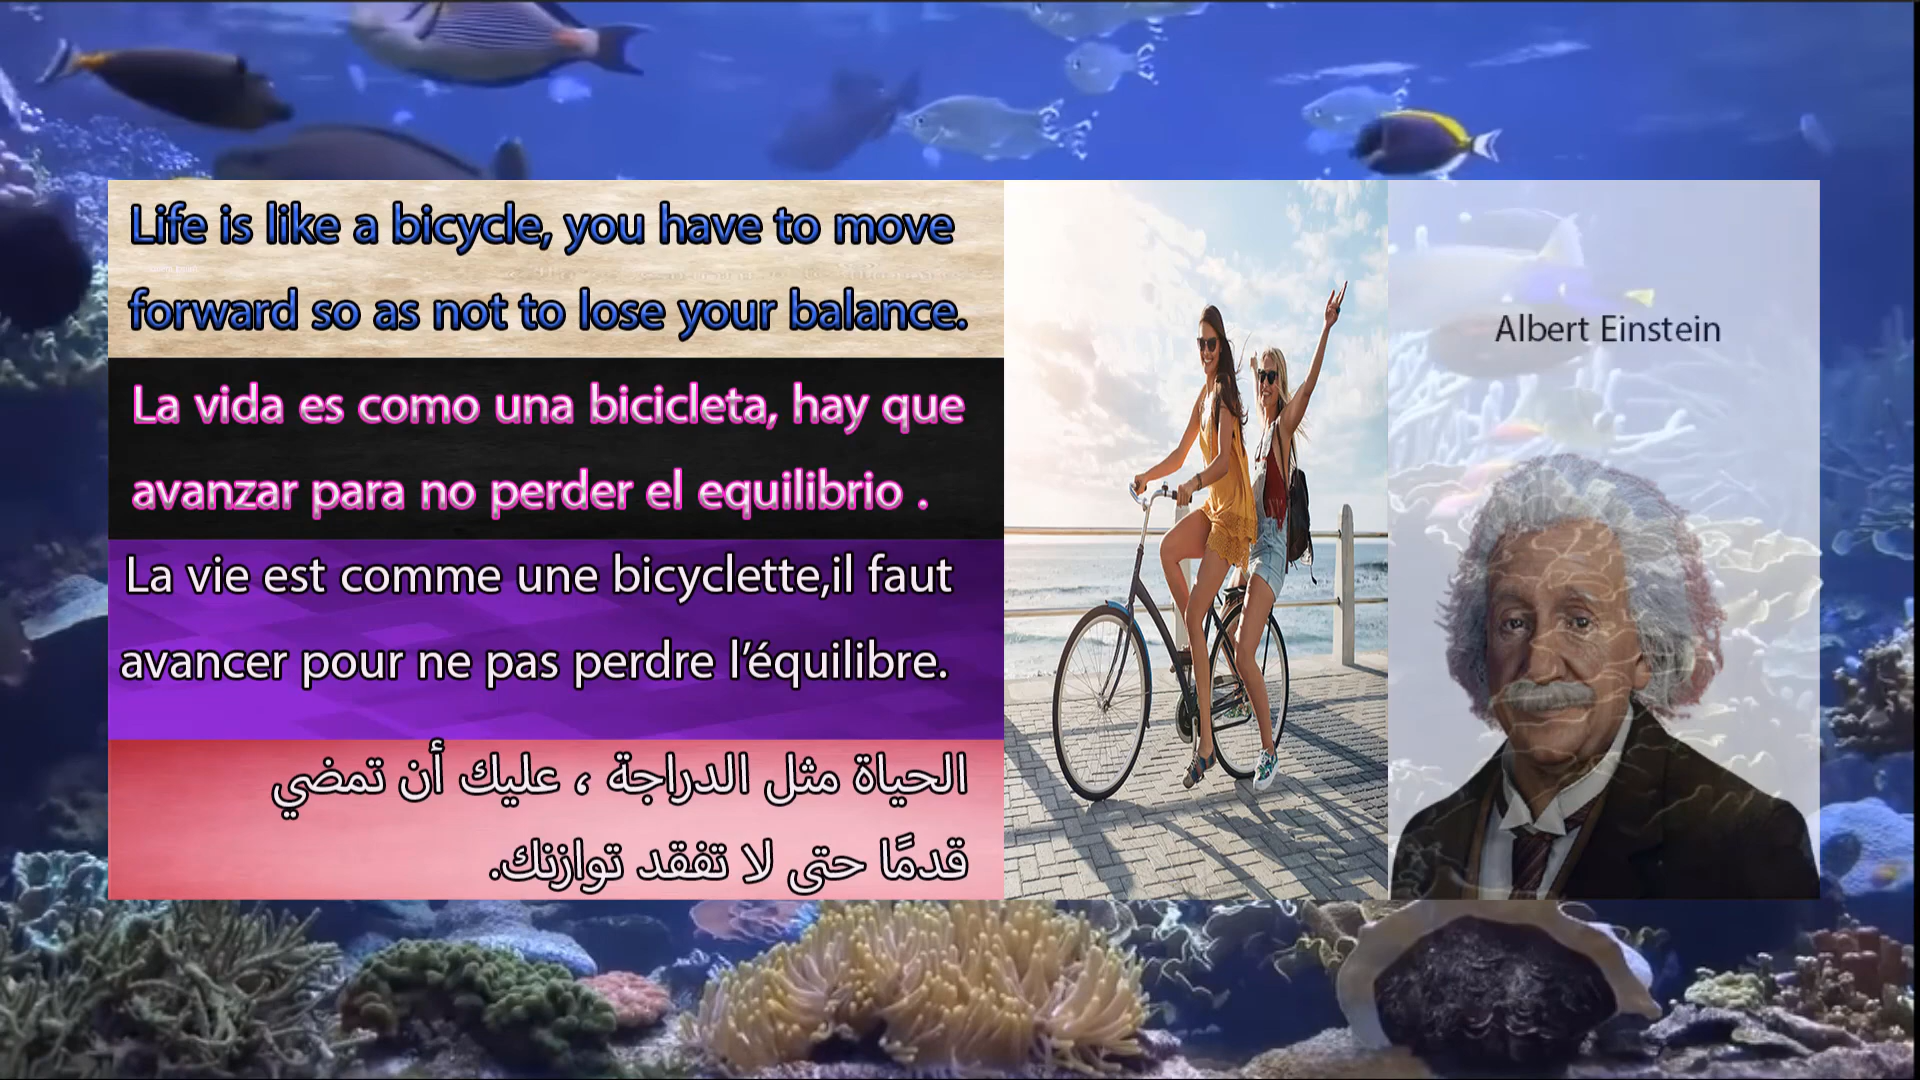 Life is like a bicycle, you have to move
forward so as not to lose your balance.
La vida es como una bicicleta, hay que
avanzar para no perder el equilibrio .
La vie est comme une bicyclette,il faut
avancer pour ne pas perdre l’équilibre.
الحياة مثل الدراجة ، عليك أن تمضي
قدمًا حتى لا تفقد توازنك.
Albert Einstein